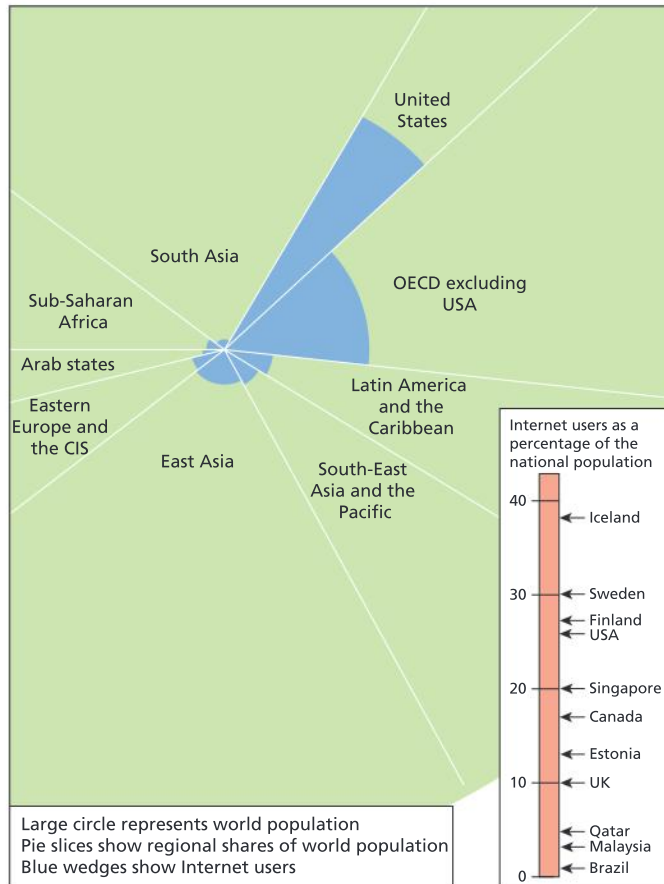 United
States
South Asia
OECD excluding
USA
Sub-Saharan
Africa
Arab states
Latin America
and the
Caribbean
Eastern
Europe and
the CIS
East Asia
South-East
Asia and the
Pacific
Internet users as a
percentage of the
national population
40
Iceland
30
Sweden
Finland
USA
20
Singapore
Canada
Estonia
10
UK
Qatar
Malaysia
Brazil
0
Large circle represents world population
Pie slices show regional shares of world population
Blue wedges show Internet users